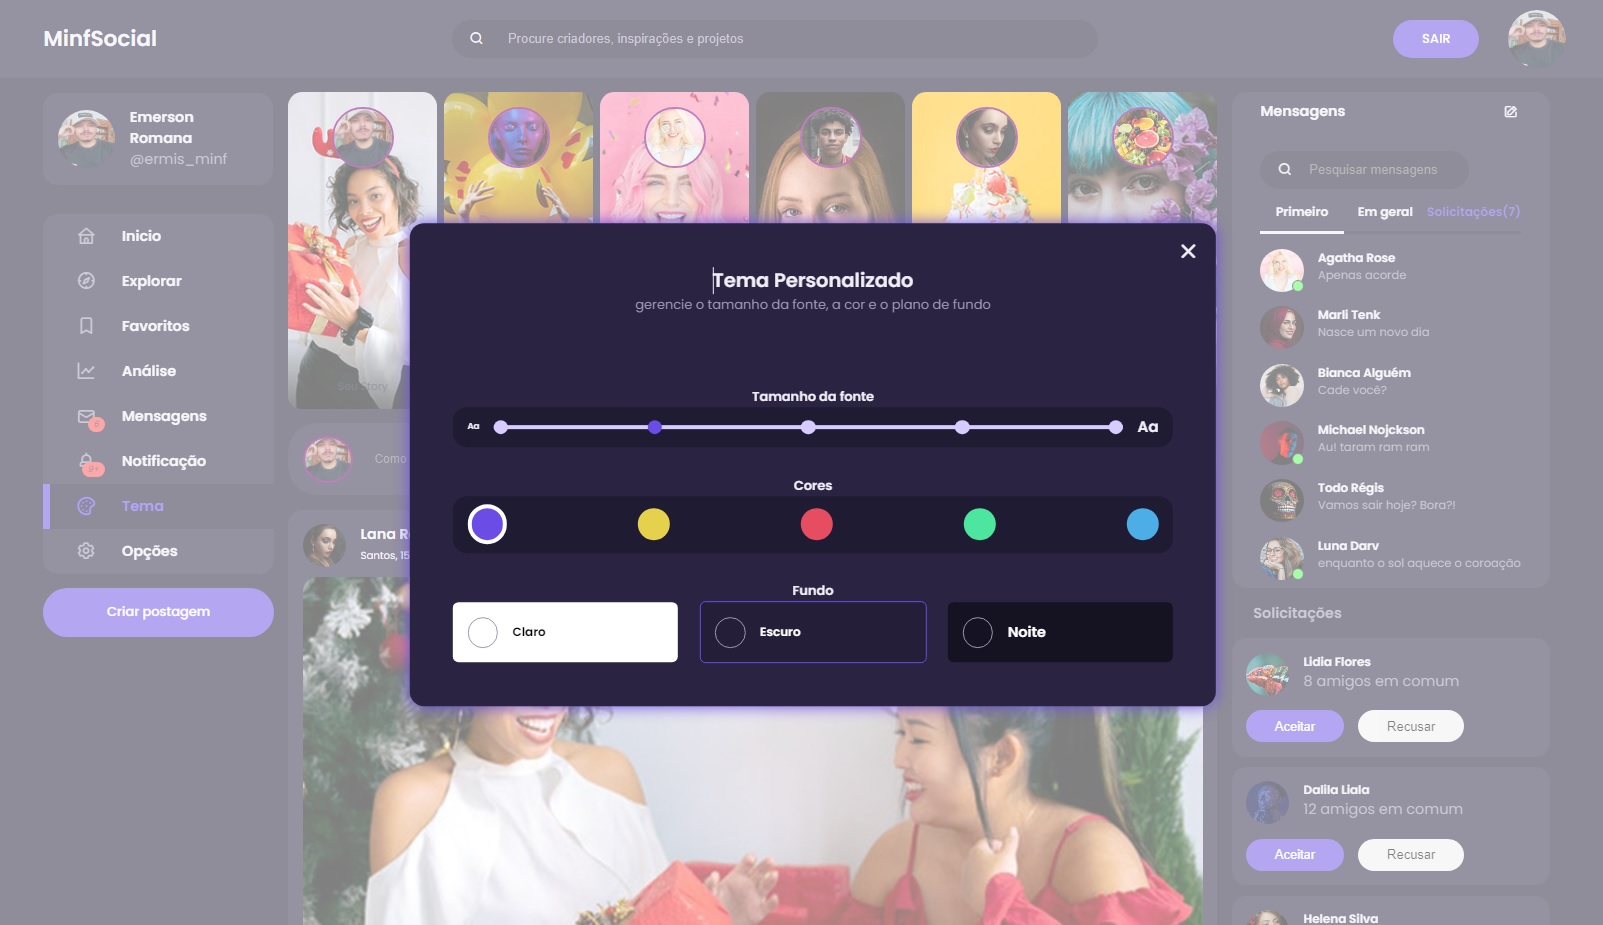 MinfSocial
Procure criadores, inspirações e projetos
SAIR
Emerson
Romana
@ermis_minf
Inicio
Explorar
Favoritos
Análise
Mensagens
6
Notificação
9+
Tema
Opções
Criar postagem
Seu Story
Como
Lana R
Santos, 15
Tema Personalizado
gerencie o tamanho da fonte, a cor e o plano de fundo
Tamanho da fonte
Aa
Aa
Cores
Fundo
Claro
Escuro
Noite
Mensagens
Pesquisar mensagens
Primeiro
Em geral
Solicitações(7)
Agatha Rose
Apenas acorde
Marli Tenk
Nasce um novo dia
Bianca Alguém
Cade você?
Michael Nojckson
Au! taram ram ram
Todo Régis
Vamos sair hoje? Bora?!
Luna Darv
enquanto o sol aquece o coroação
Solicitações
Lidia Flores
8 amigos em comum
Aceitar
Recusar
Dalila Liala
12 amigos em comum
Aceitar
Recusar
Helena Silva